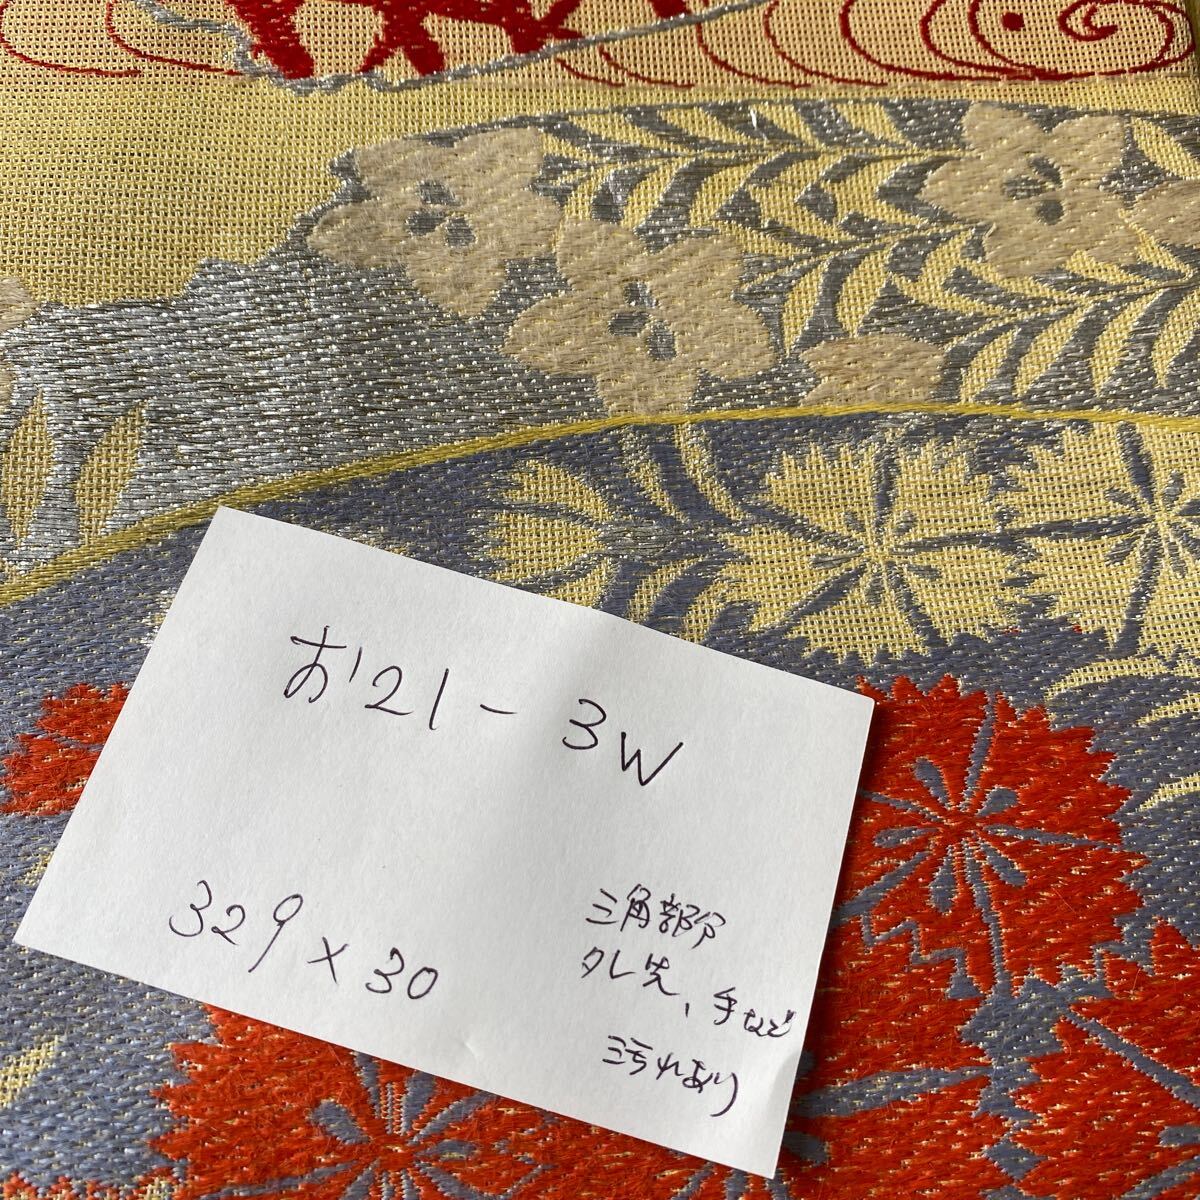 お21-3W
329×30
三角部分
タレ先、手など
汚れあり